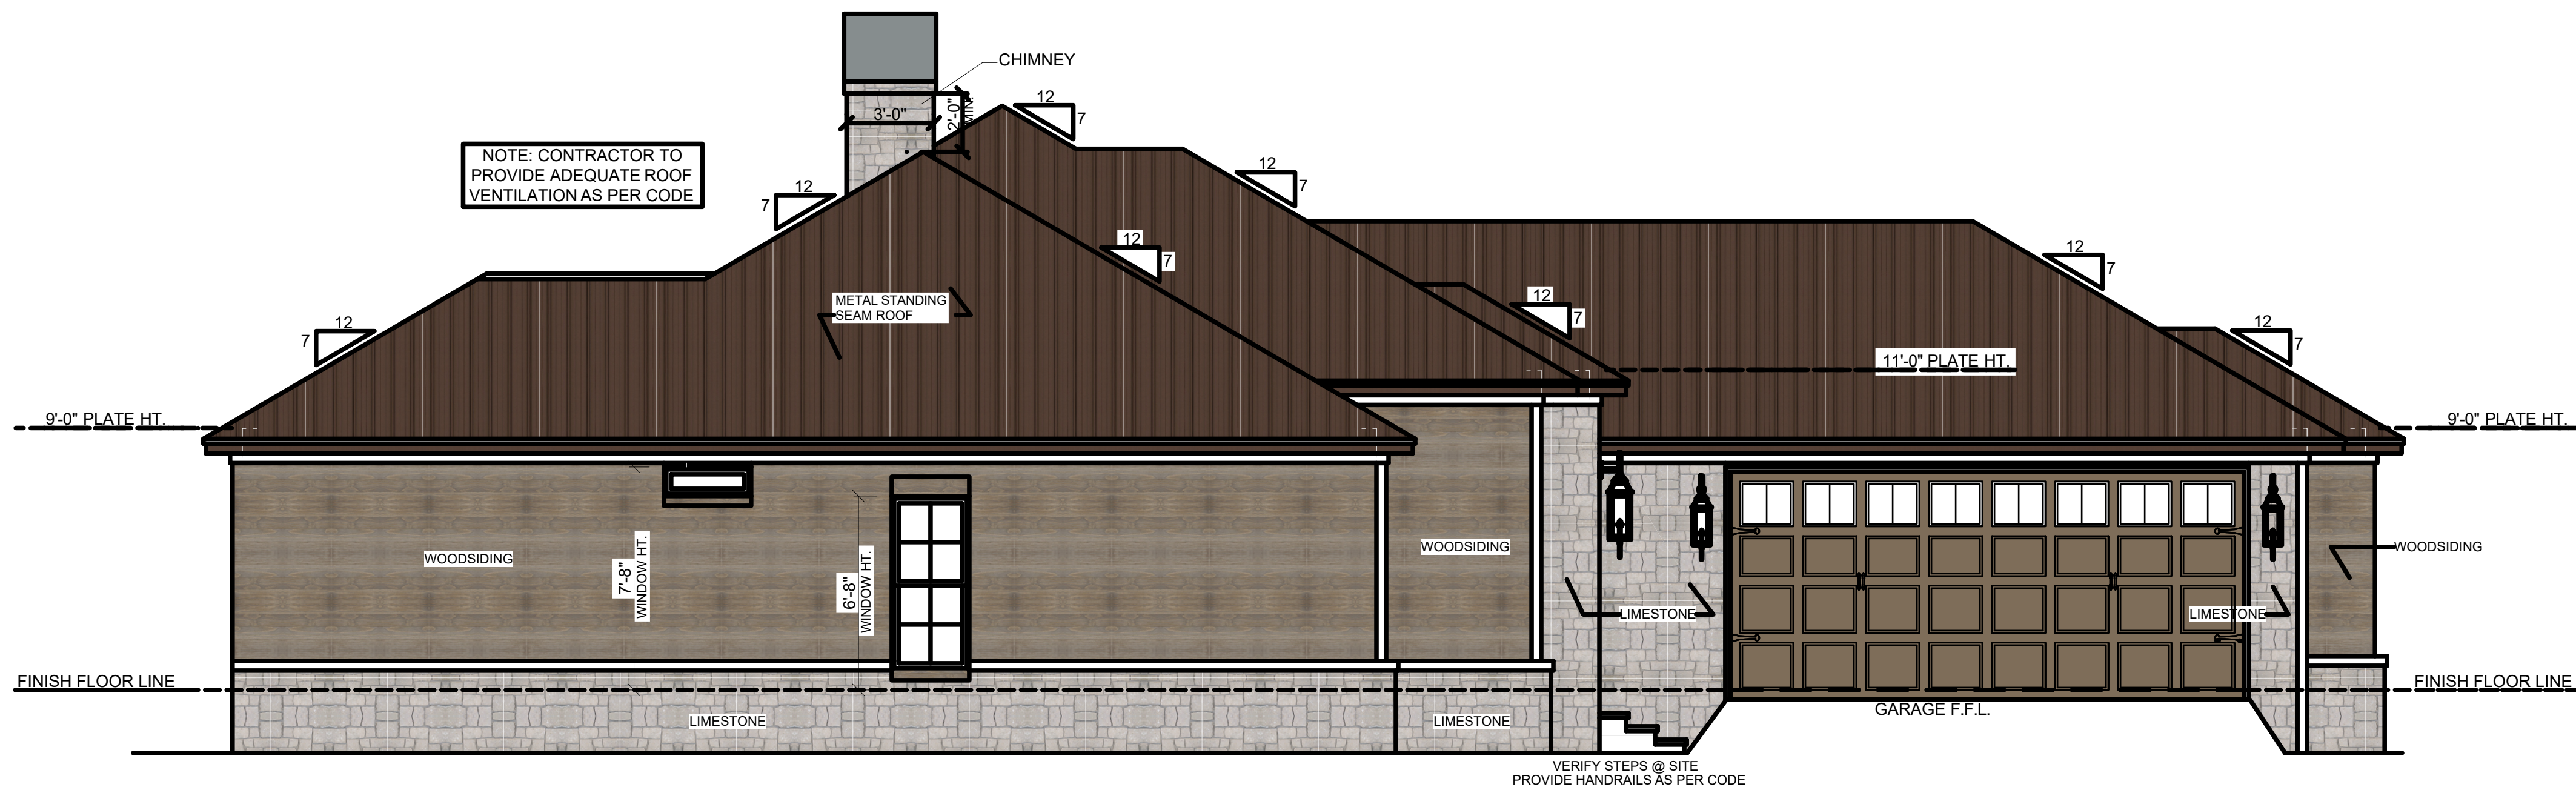 CHIMNEY
12
7
3'-0"
2'-0"
MIN.
NOTE: CONTRACTOR TO
PROVIDE ADEQUATE ROOF
VENTILATION AS PER CODE
12
7
12
7
12
7
12
7
METAL STANDING
SEAM ROOF
12
7
12
7
12
7
11'-0" PLATE HT.
9'-0" PLATE HT.
9'-0" PLATE HT.
WOODSIDING
7'-8"
WINDOW HT.
6'-8"
WINDOW HT.
WOODSIDING
WOODSIDING
LIMESTONE
LIMESTONE
FINISH FLOOR LINE
FINISH FLOOR LINE
GARAGE F.F.L.
LIMESTONE
LIMESTONE
VERIFY STEPS @ SITE
PROVIDE HANDRAILS AS PER CODE